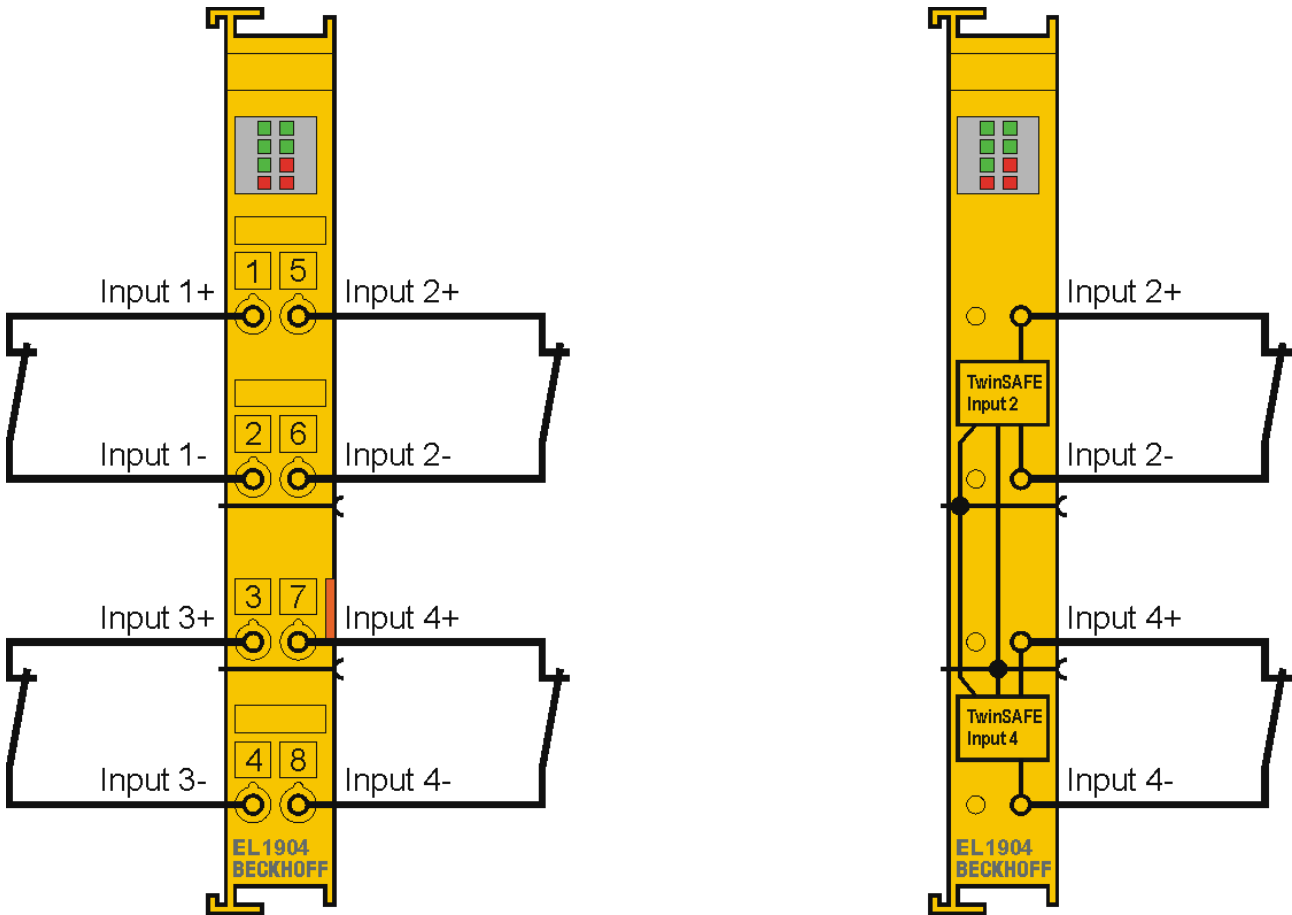 1 5
Input 1+
Input 2+
2 6
Input 1-
Input 2-
3 7
Input 3+
Input 4+
4 8
Input 3-
Input 4-
EL1904
BECKHOFF
Input 2+
TwinSAFE
Input 2
Input 2-
Input 4+
TwinSAFE
Input 4
Input 4-
EL1904
BECKHOFF